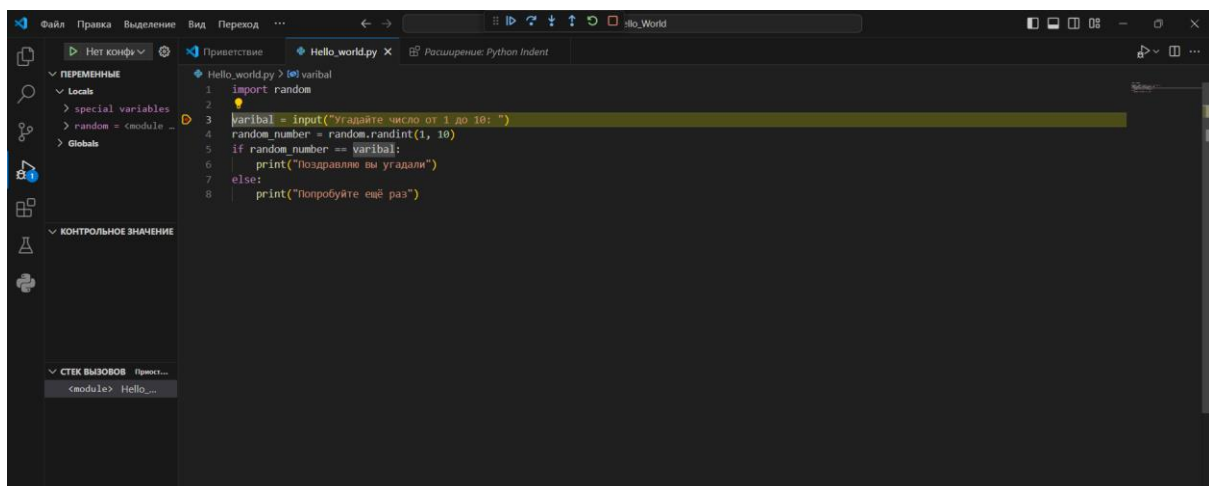 Файл Правка Выделение Вид Переход ··· ello_World
Нет конфи
Приветствие Hello_world.py Расширение: Python Indent
ПЕРЕМЕННЫЕ
Locals
special variables
random = <module ...
Globals
КОНТРОЛЬНОЕ ЗНАЧЕНИЕ
СТЕК ВЫЗОВОВ Приост...
<module> Hello_...
1
Hello_world.py > varibal
1 import random
2
3 varibal = input("Угадайте число от 1 до 10: ")
4 random_number = random.randint(1, 10)
5 if random_number == varibal:
6 print("Поздравляю вы угадали")
7 else:
8 print("Попробуйте ещё раз")